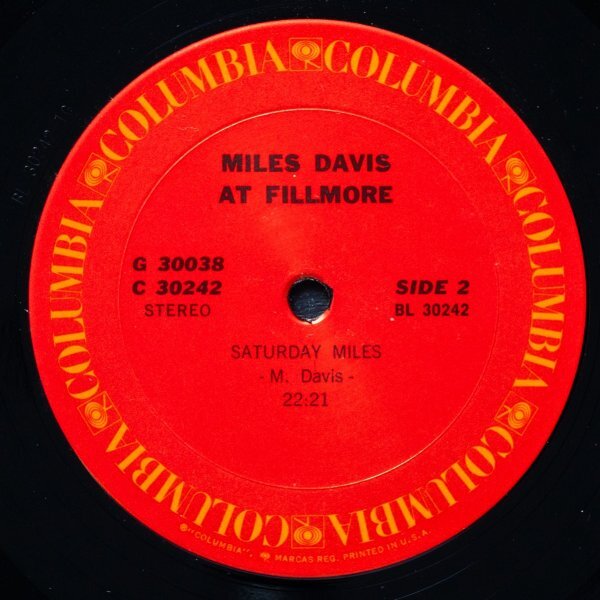 COLUMBIA COLUMBIA COLUMBIA COLUMBIA COLUMBIA COLUMBIA
MILES DAVIS
AT FILLMORE
G 30038
C 30242
STEREO
SIDE 2
BL 30242
SATURDAY MILES
- M. Davis -
22:21
®"COLUMBIA", MARCAS REG. PRINTED IN U.S.A.